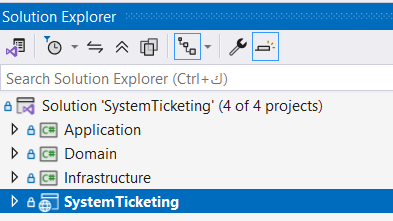 Solution Explorer
Search Solution Explorer (Ctrl+ك)
Solution 'SystemTicketing' (4 of 4 projects)
C# Application
C# Domain
C# Infrastructure
SystemTicketing